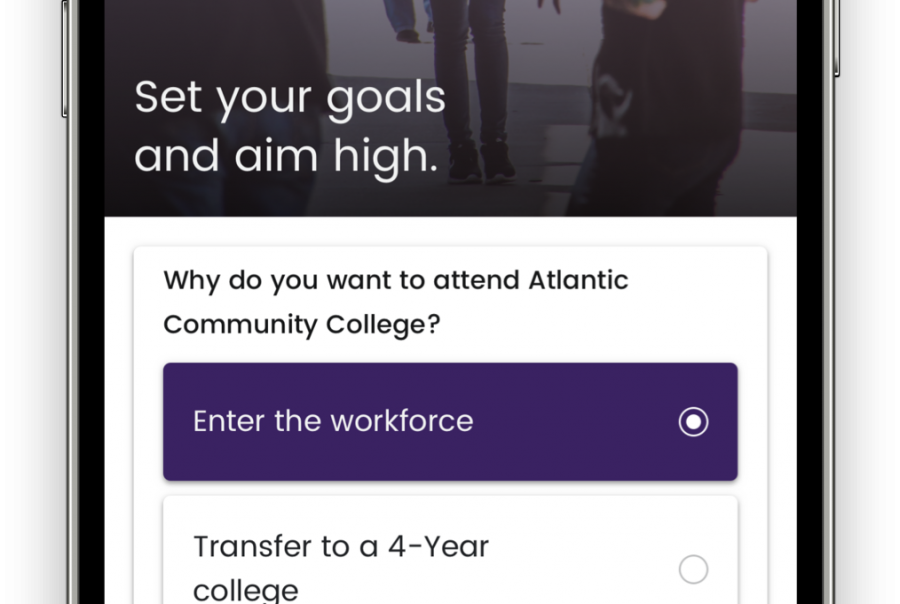 Set your goals
and aim high.
Why do you want to attend Atlantic
Community College?
Enter the workforce
Transfer to a 4-Year
college